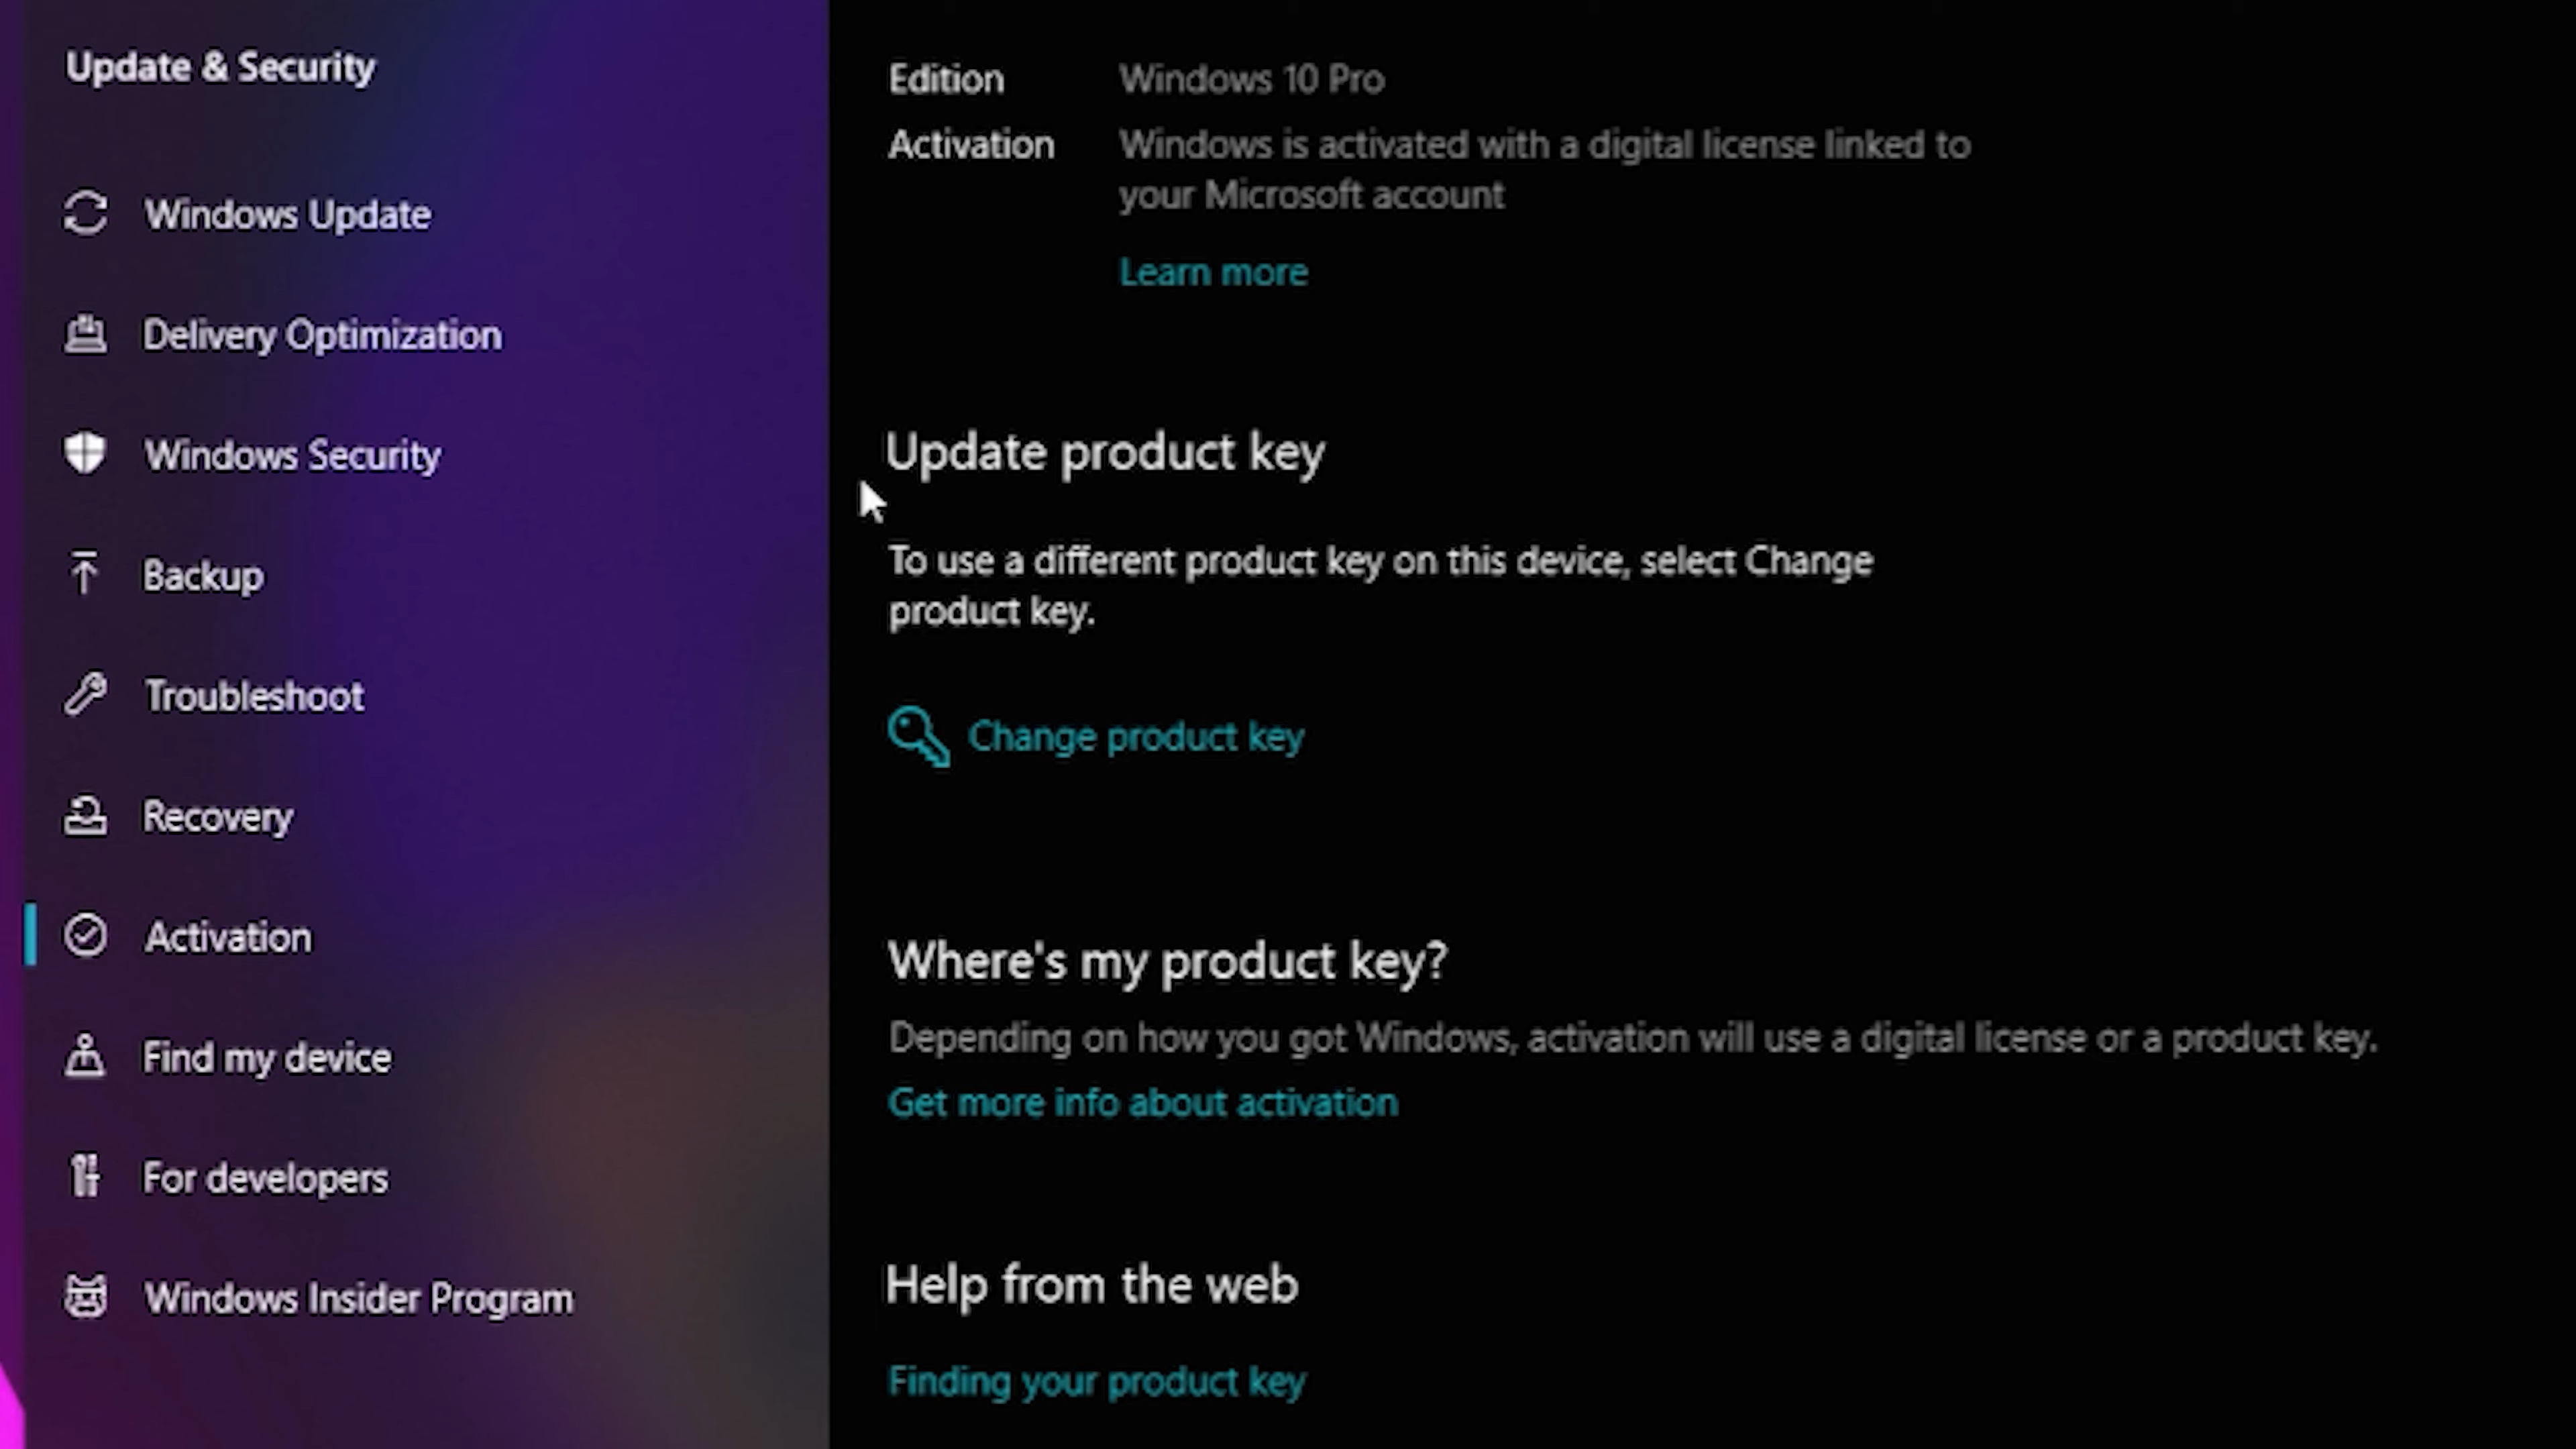 Update & Security
Windows Update
Delivery Optimization
Windows Security
Backup
Troubleshoot
Recovery
Activation
Find my device
For developers
Windows Insider Program
Edition Windows 10 Pro
Activation Windows is activated with a digital license linked to
your Microsoft account
Learn more
Update product key
To use a different product key on this device, select Change
product key.
Change product key
Where's my product key?
Depending on how you got Windows, activation will use a digital license or a product key.
Get more info about activation
Help from the web
Finding your product key